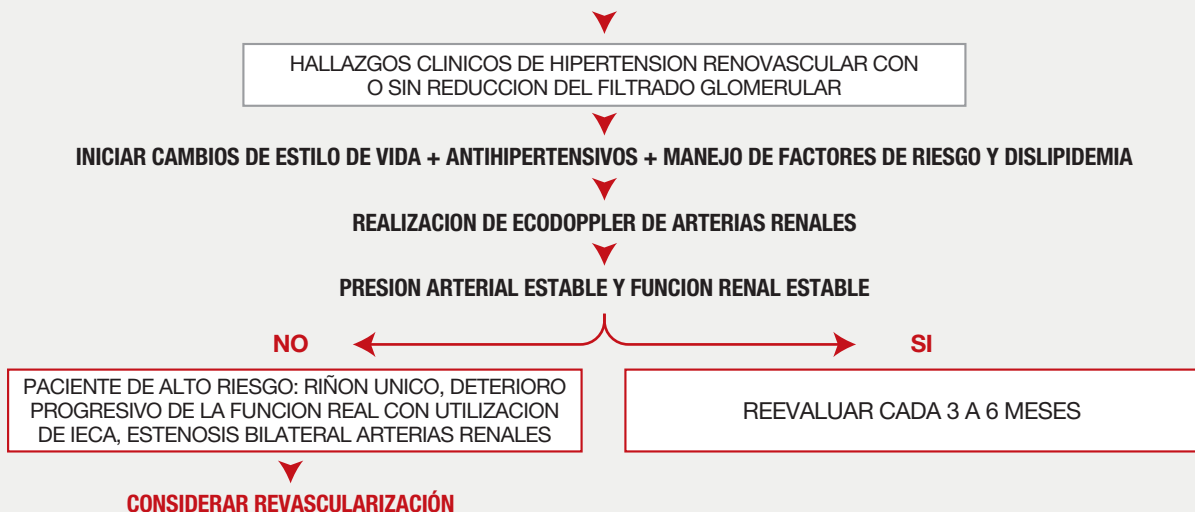 HALLAZGOS CLINICOS DE HIPERTENSION RENOVASCULAR CON
O SIN REDUCCION DEL FILTRADO GLOMERULAR
INICIAR CAMBIOS DE ESTILO DE VIDA + ANTIHIPERTENSIVOS + MANEJO DE FACTORES DE RIESGO Y DISLIPIDEMIA
REALIZACION DE ECODOPPLER DE ARTERIAS RENALES
PRESION ARTERIAL ESTABLE Y FUNCION RENAL ESTABLE
NO
SI
PACIENTE DE ALTO RIESGO: RIÑON UNICO, DETERIORO
PROGRESIVO DE LA FUNCION REAL CON UTILIZACION
DE IECA, ESTENOSIS BILATERAL ARTERIAS RENALES
REEVALUAR CADA 3 A 6 MESES
CONSIDERAR REVASCULARIZACIÓN